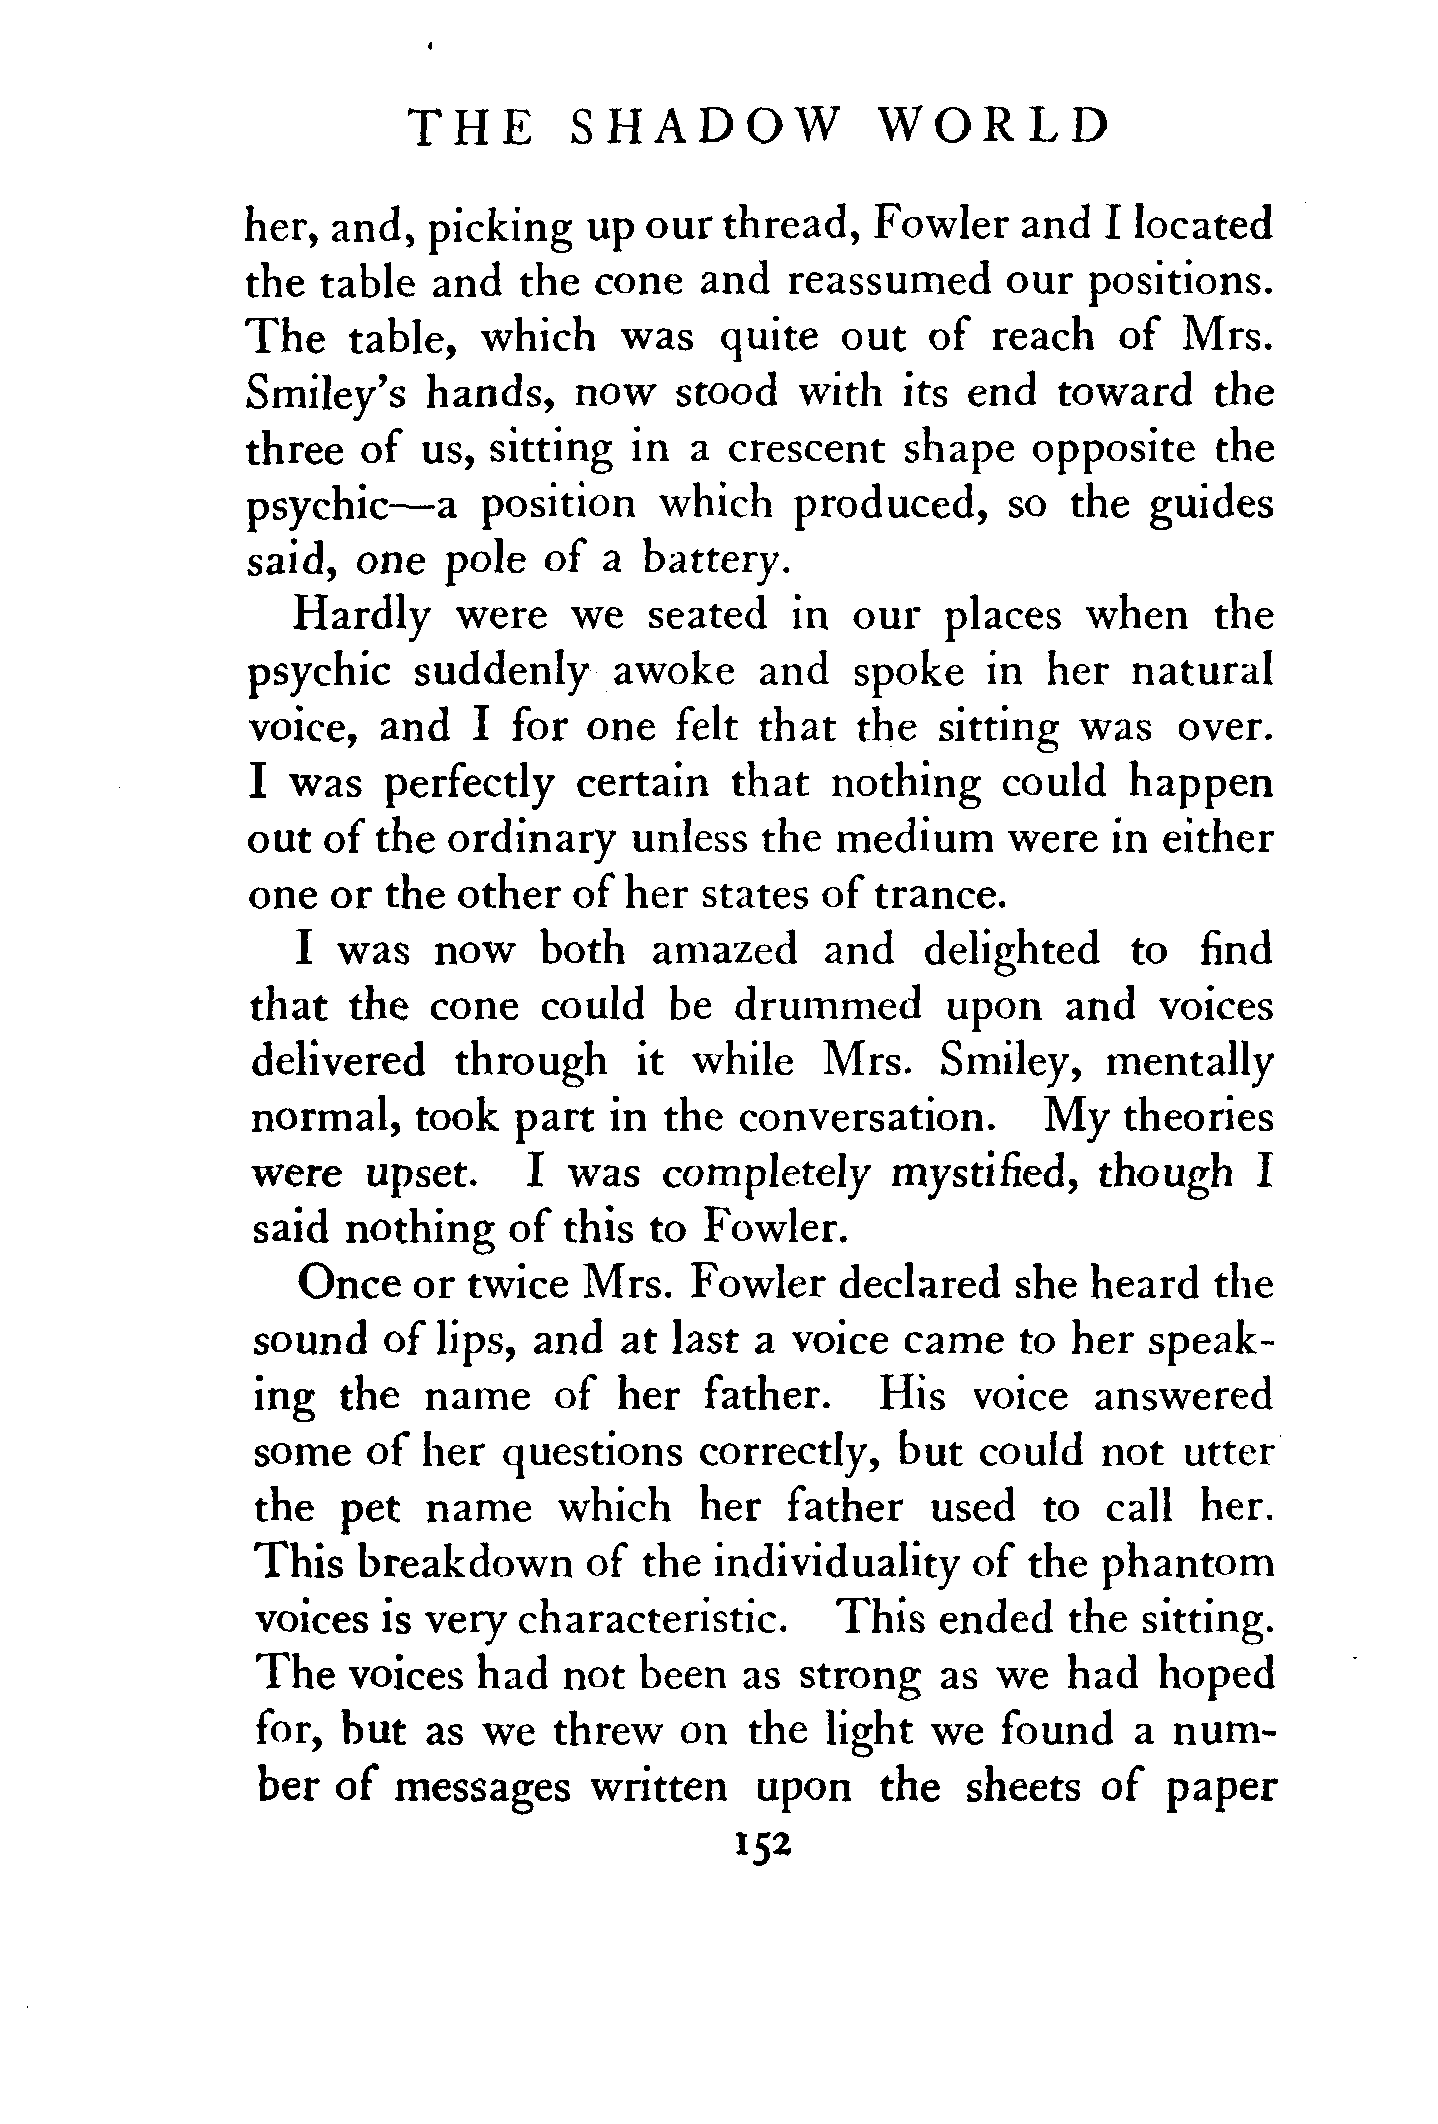 THE SHADOW WORLD
her, and, picking up our thread, Fowler and I located
the table and the cone and reassumed our positions.
The table, which was quite out of reach of Mrs.
Smiley's hands, now stood with its end toward the
three of us, sitting in a crescent shape opposite the
psychic—a position which produced, so the guides
said, one pole of a battery.
Hardly were we seated in our places when the
psychic suddenly awoke and spoke in her natural
voice, and I for one felt that the sitting was over.
I was perfectly certain that nothing could happen
out of the ordinary unless the medium were in either
one or the other of her states of trance.
I was now both amazed and delighted to find
that the cone could be drummed upon and voices
delivered through it while Mrs. Smiley, mentally
normal, took part in the conversation. My theories
were upset. I was completely mystified, though I
said nothing of this to Fowler.
Once or twice Mrs. Fowler declared she heard the
sound of lips, and at last a voice came to her speak-
ing the name of her father. His voice answered
some of her questions correctly, but could not utter
the pet name which her father used to call her.
This breakdown of the individuality of the phantom
voices is very characteristic. This ended the sitting.
The voices had not been as strong as we had hoped
for, but as we threw on the light we found a num-
ber of messages written upon the sheets of paper
152